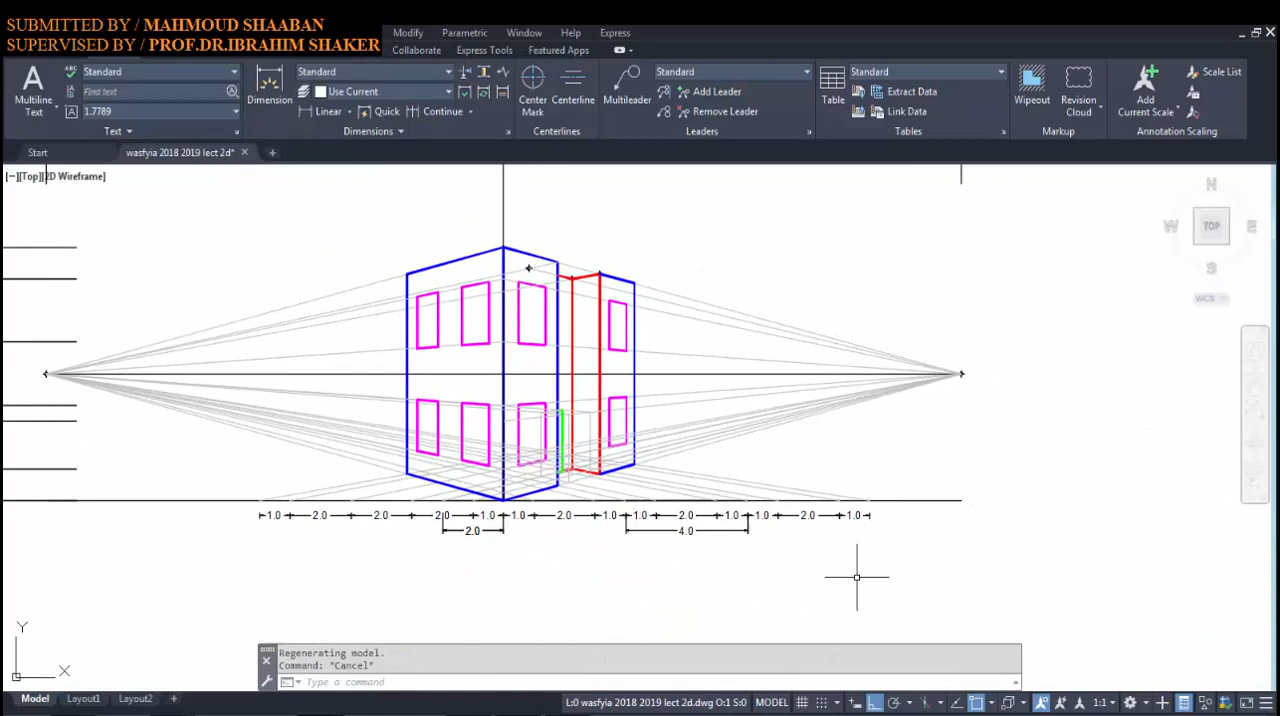 SUBMITTED BY / MAHMOUD SHAABAN
SUPERVISED BY / PROF.DR.IBRAHIM SHAKER
Modify Parametric Window Help Express
Collaborate Express Tools Featured Apps
A Standard Standard Standard Standard Scale List
Find text Use Current Add Leader Extract Data
Multiline Text Dimension Center Mark Centerline Multileader Table Wipeout Revision Cloud Add Current Scale
1.7789 Linear Quick Continue Remove Leader Link Data
Text Dimensions Centerlines Leaders Tables Markup Annotation Scaling
Start wasfyia 2018 2019 lect 2d*
[−][Top][2D Wireframe]
N
W TOP E
S
WCS
1.0 2.0 2.0 2.0 1.0 1.0 2.0 1.0 1.0 2.0 1.0 1.0 2.0 1.0
2.0 4.0
Y
X
Regenerating model.
Command: "Cancel"
Type a command
Model Layout1 Layout2 + L:0 wasfyia 2018 2019 lect 2d.dwg O:1 S:0 MODEL 1:1